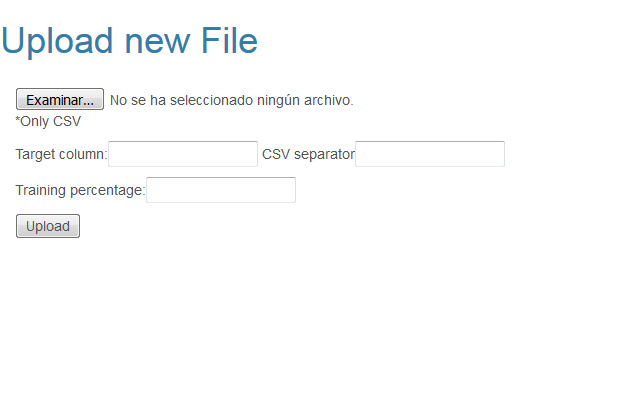 Upload new File
Examinar... No se ha seleccionado ningún archivo.
*Only CSV
Target column: CSV separator
Training percentage:
Upload